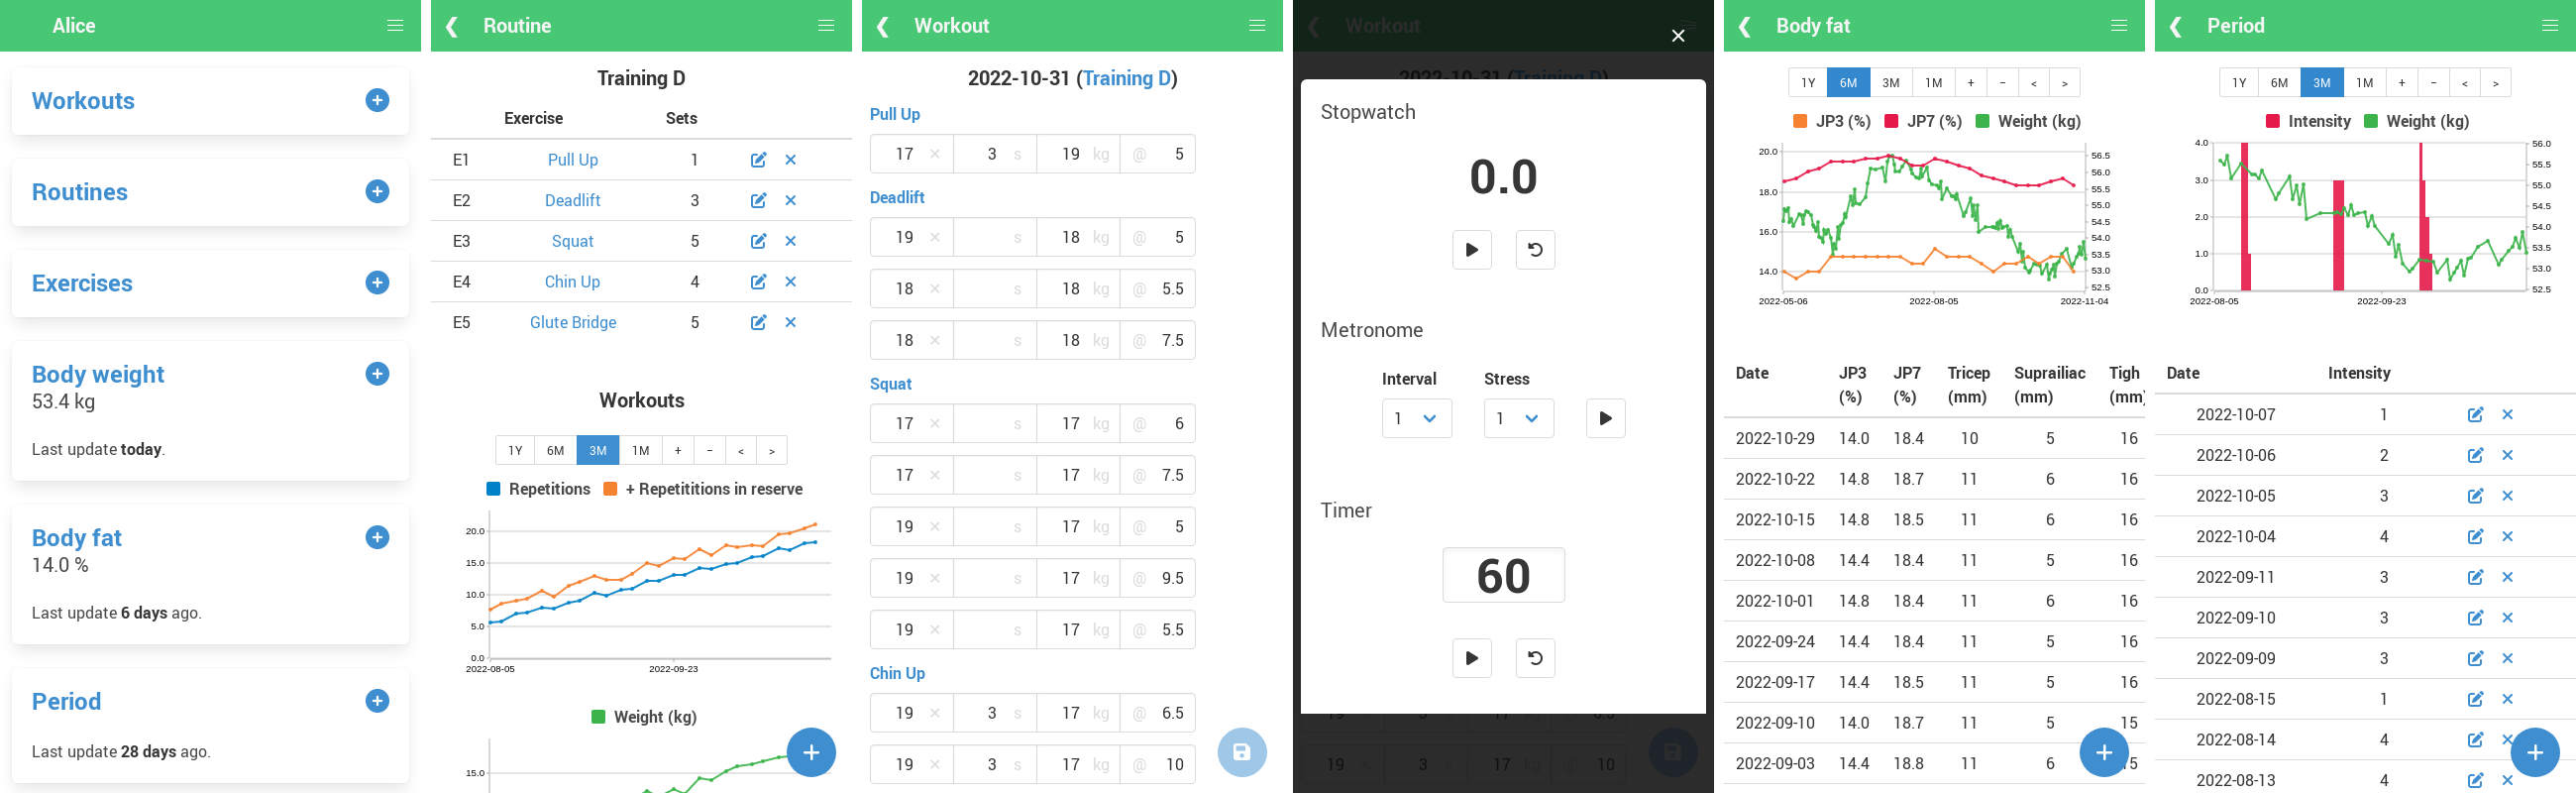 Alice
Workouts
Routines
Exercises
Body weight
53.4 kg
Last update today.
Body fat
14.0 %
Last update 6 days ago.
Period
Last update 28 days ago.
Routine
Training D
Exercise Sets
E1 Pull Up 1
E2 Deadlift 3
E3 Squat 5
E4 Chin Up 4
E5 Glute Bridge 5
Workouts
1Y 6M 3M 1M + − < >
Repetitions + Repetititions in reserve
20.0
15.0
10.0
5.0
0.0
2022-08-05 2022-09-23
Weight (kg)
15.0
Workout
2022-10-31 (Training D)
Pull Up
17 × 3 s 19 kg @ 5
Deadlift
19 × s 18 kg @ 5
18 × s 18 kg @ 5.5
18 × s 18 kg @ 7.5
Squat
17 × s 17 kg @ 6
17 × s 17 kg @ 7.5
19 × s 17 kg @ 5
19 × s 17 kg @ 9.5
19 × s 17 kg @ 5.5
Chin Up
19 × 3 s 17 kg @ 6.5
19 × 3 s 17 kg @ 10
Workout
2022-10-31 (Training D)
Stopwatch
0.0
Metronome
Interval Stress
1 1
Timer
60
19 × 3 s 17 kg @ 10
Body fat
1Y 6M 3M 1M + − < >
JP3 (%) JP7 (%) Weight (kg)
20.0
18.0
16.0
14.0
56.5
56.0
55.5
55.0
54.5
54.0
53.5
53.0
52.5
2022-05-06 2022-08-05 2022-11-04
Date JP3 (%) JP7 (%) Tricep (mm) Suprailiac (mm) Tigh (mm)
2022-10-29 14.0 18.4 10 5 16
2022-10-22 14.8 18.7 11 6 16
2022-10-15 14.8 18.5 11 6 16
2022-10-08 14.4 18.4 11 5 16
2022-10-01 14.8 18.4 11 6 16
2022-09-24 14.4 18.4 11 5 16
2022-09-17 14.4 18.5 11 5 16
2022-09-10 14.0 18.7 11 5 15
2022-09-03 14.4 18.8 11 6 15
Period
1Y 6M 3M 1M + − < >
Intensity Weight (kg)
4.0
3.0
2.0
1.0
0.0
56.0
55.5
55.0
54.5
54.0
53.5
53.0
52.5
2022-08-05 2022-09-23
Date Intensity
2022-10-07 1
2022-10-06 2
2022-10-05 3
2022-10-04 4
2022-09-11 3
2022-09-10 3
2022-09-09 3
2022-08-15 1
2022-08-14 4
2022-08-13 4